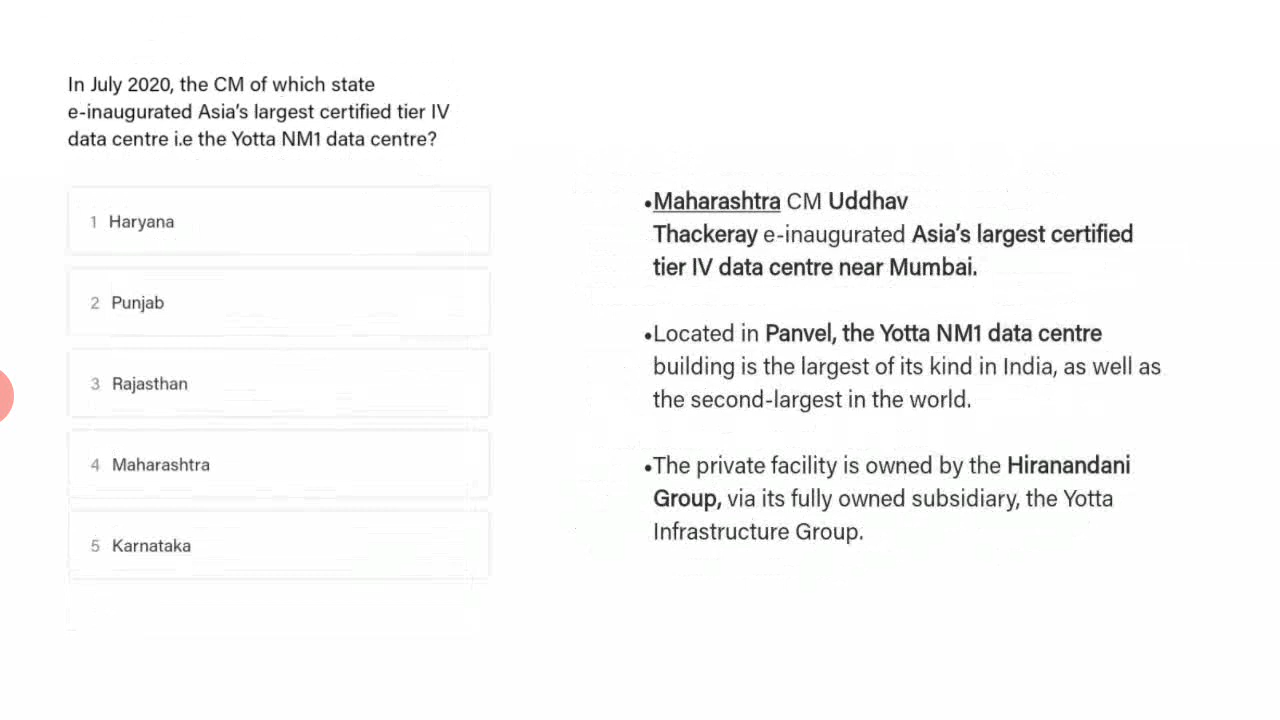 In July 2020, the CM of which state
e-inaugurated Asia's largest certified tier IV
data centre i.e the Yotta NM1 data centre?
1 Haryana
2 Punjab
3 Rajasthan
4 Maharashtra
5 Karnataka
•Maharashtra CM Uddhav
Thackeray e-inaugurated Asia's largest certified
tier IV data centre near Mumbai.
•Located in Panvel, the Yotta NM1 data centre
building is the largest of its kind in India, as well as
the second-largest in the world.
•The private facility is owned by the Hiranandani
Group, via its fully owned subsidiary, the Yotta
Infrastructure Group.